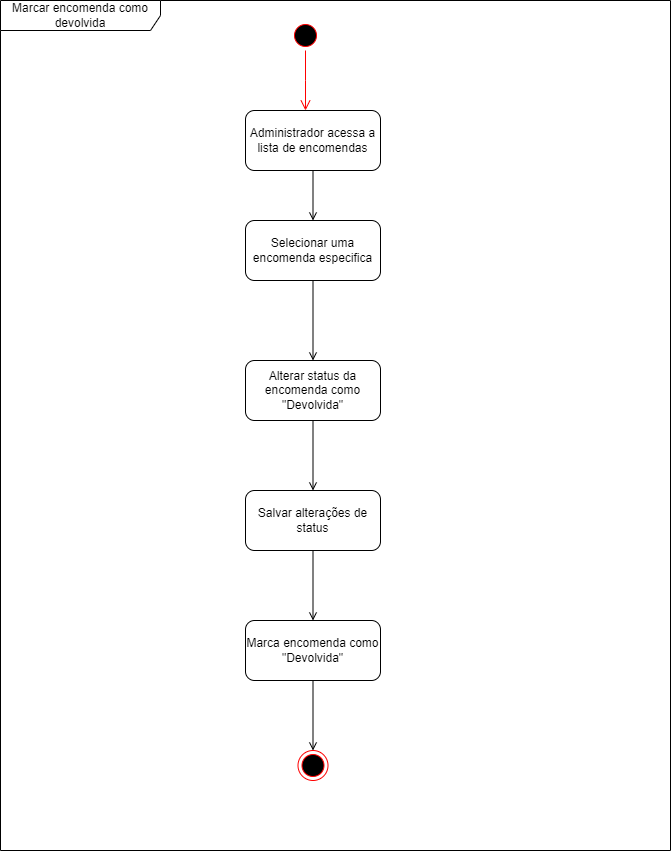 Marcar encomenda como
devolvida
Administrador acessa a
lista de encomendas
Selecionar uma
encomenda especifica
Alterar status da
encomenda como
"Devolvida"
Salvar alterações de
status
Marca encomenda como
"Devolvida"